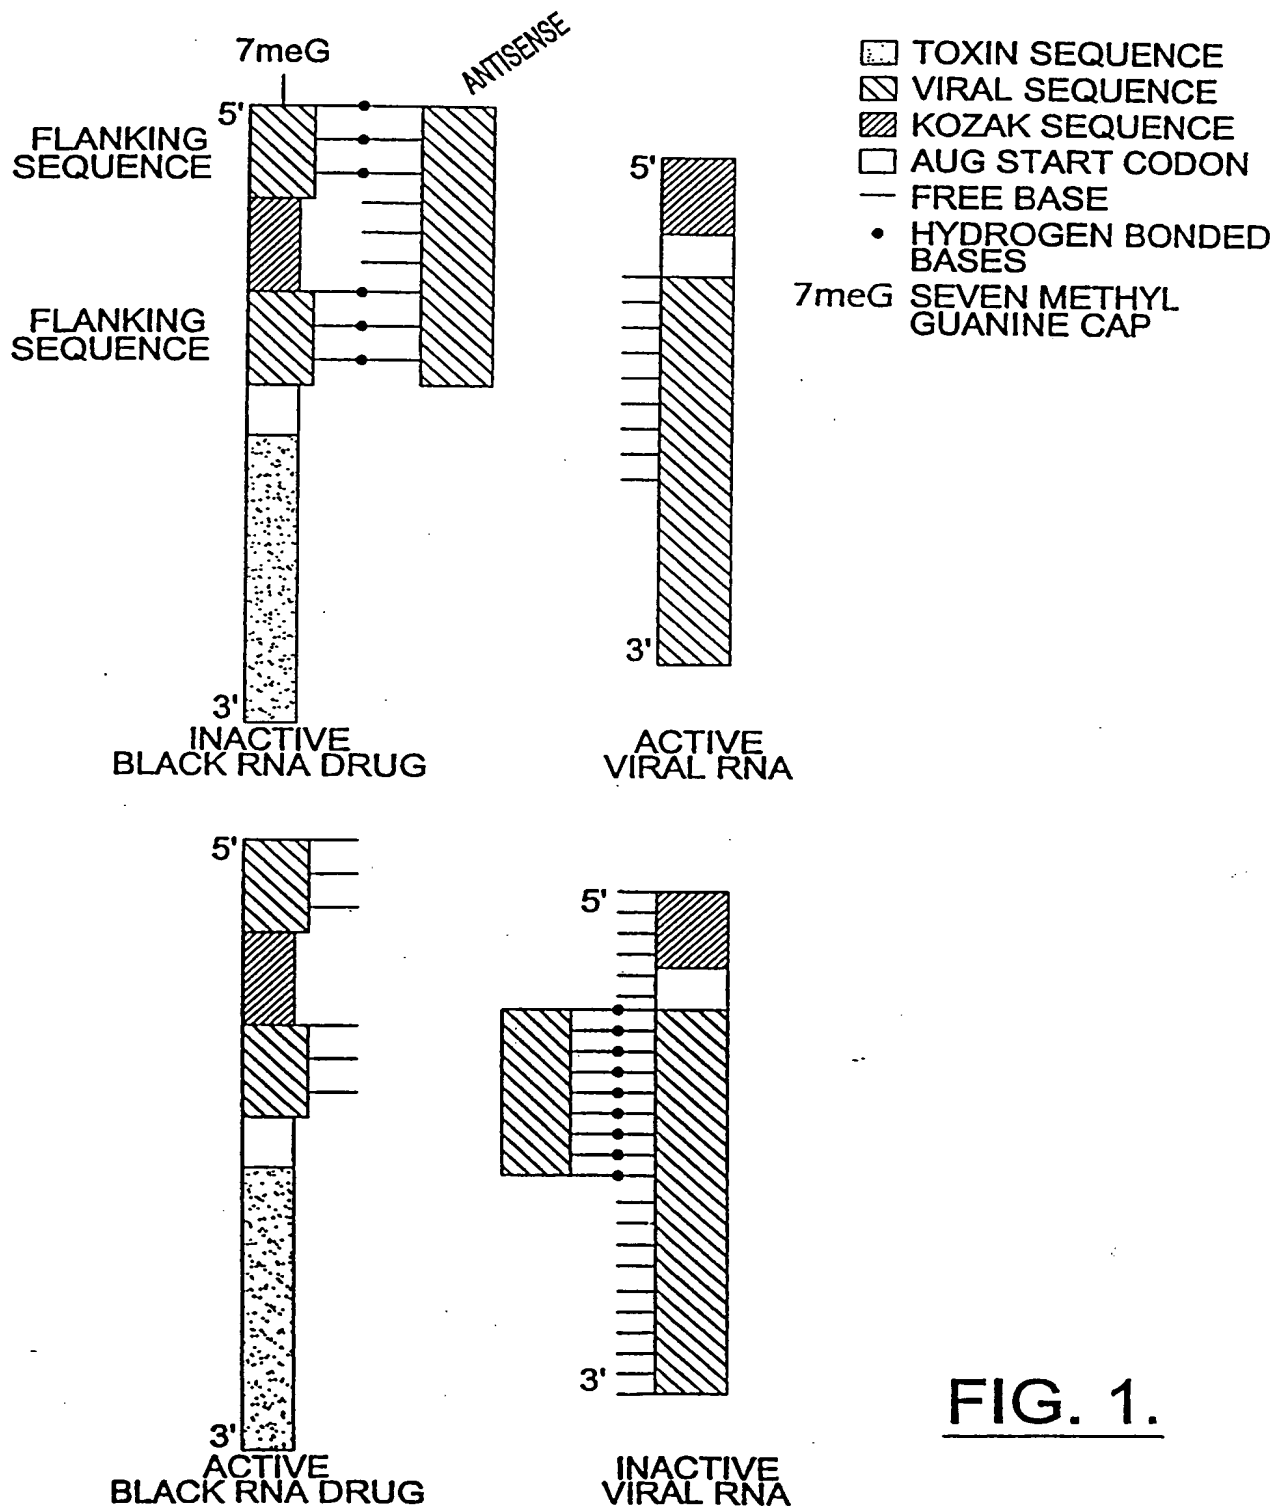 7meG
ANTISENSE
5'
FLANKING
SEQUENCE
FLANKING
SEQUENCE
3'
INACTIVE
BLACK RNA DRUG
5'
3'
ACTIVE
VIRAL RNA
TOXIN SEQUENCE
VIRAL SEQUENCE
KOZAK SEQUENCE
AUG START CODON
FREE BASE
HYDROGEN BONDED
BASES
7meG SEVEN METHYL
GUANINE CAP
5'
3'
ACTIVE
BLACK RNA DRUG
5'
3'
INACTIVE
VIRAL RNA
FIG. 1.